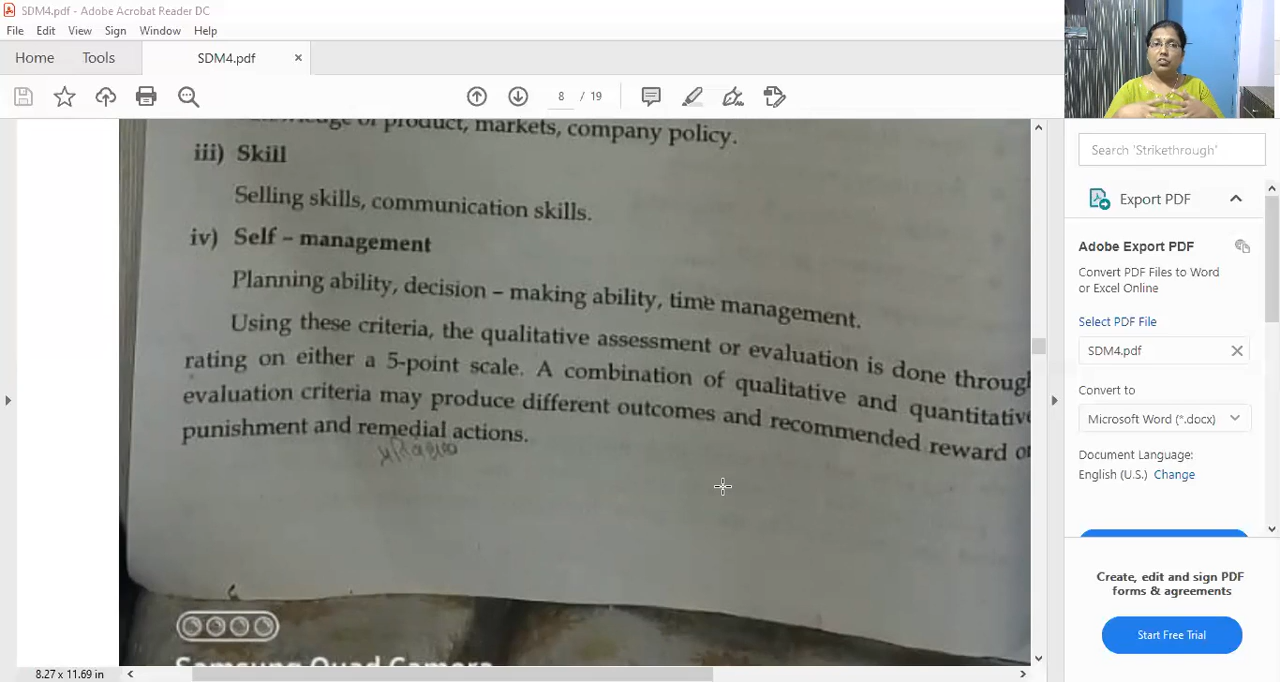 SDM4.pdf - Adobe Acrobat Reader DC
File Edit View Sign Window Help
Home Tools SDM4.pdf ×
8 / 19
Search 'Strikethrough'
Export PDF
Adobe Export PDF
Convert PDF Files to Word
or Excel Online
Select PDF File
SDM4.pdf
Convert to
Microsoft Word (*.docx)
Document Language:
English (U.S.) Change
Create, edit and sign PDF
forms & agreements
Start Free Trial
knowledge of product, markets, company policy.
iii) Skill
Selling skills, communication skills.
iv) Self – management
Planning ability, decision – making ability, time management.
Using these criteria, the qualitative assessment or evaluation is done throug
rating on either a 5-point scale. A combination of qualitative and quantitativ
evaluation criteria may produce different outcomes and recommended reward o
punishment and remedial actions.
Samsung Quad Camera
8.27 x 11.69 in